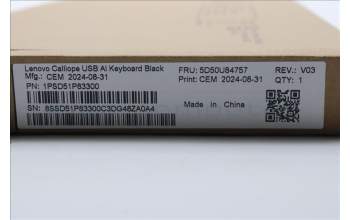 Lenovo Calliope USB AI Keyboard Black
Mfg.: CEM 2024-08-31
PN: 1PSD51P83300
SN: 8SSD51P83300C3DG48ZA0A4
FRU: 5D50U84757
Print: CEM 2024-08-31
REV.: V03
QTY: 1
Made in China